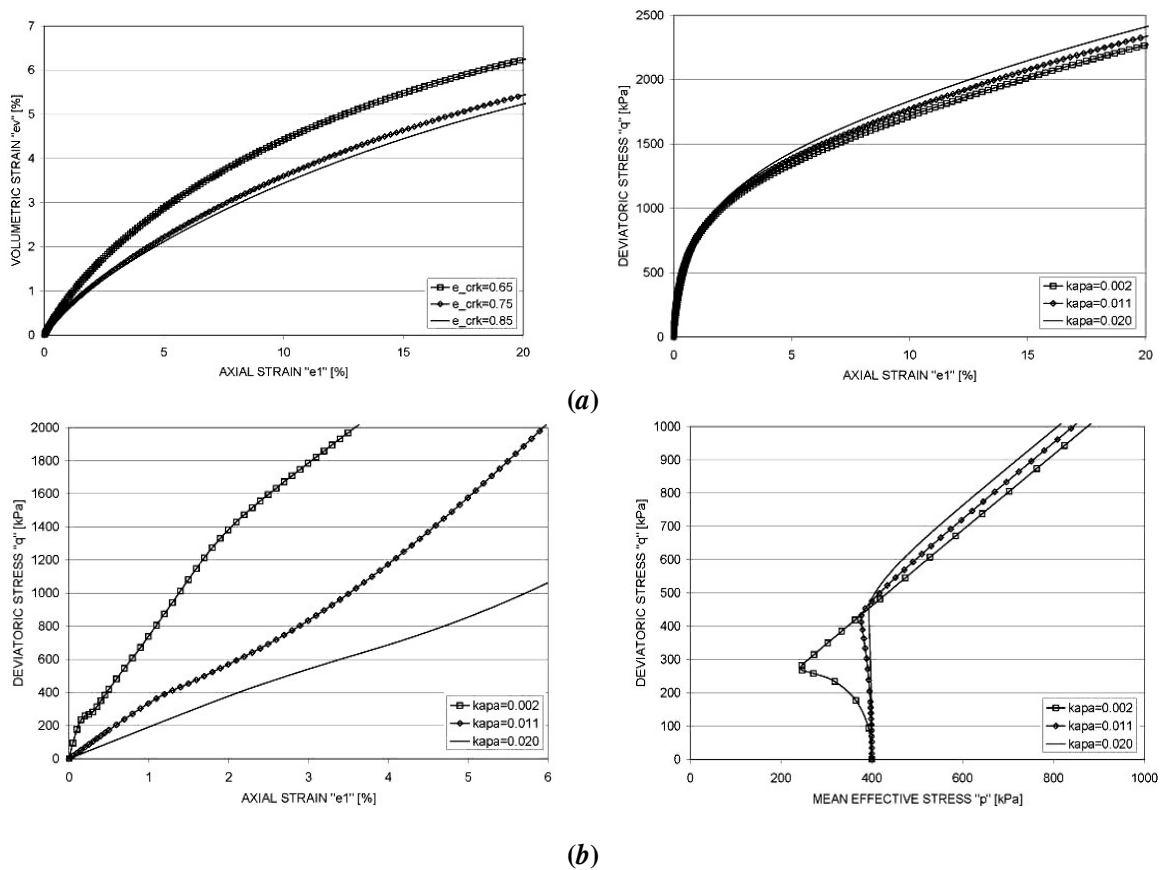 7
6
5
4
3
2
1
0
VOLUMETRIC STRAIN "ev" [%]
e_crk=0.65
e_crk=0.75
e_crk=0.85
0 5 10 15 20
AXIAL STRAIN "e1" [%]
2500
2000
1500
1000
500
0
DEVIATORIC STRESS "q" [kPa]
kapa=0.002
kapa=0.011
kapa=0.020
0 5 10 15 20
AXIAL STRAIN "e1" [%]
(a)
2000
1800
1600
1400
1200
1000
800
600
400
200
0
DEVIATORIC STRESS "q" [kPa]
kapa=0.002
kapa=0.011
kapa=0.020
0 1 2 3 4 5 6
AXIAL STRAIN "e1" [%]
1000
900
800
700
600
500
400
300
200
100
0
DEVIATORIC STRESS "q" [kPa]
kapa=0.002
kapa=0.011
kapa=0.020
0 200 400 600 800 1000
MEAN EFFECTIVE STRESS "p" [kPa]
(b)